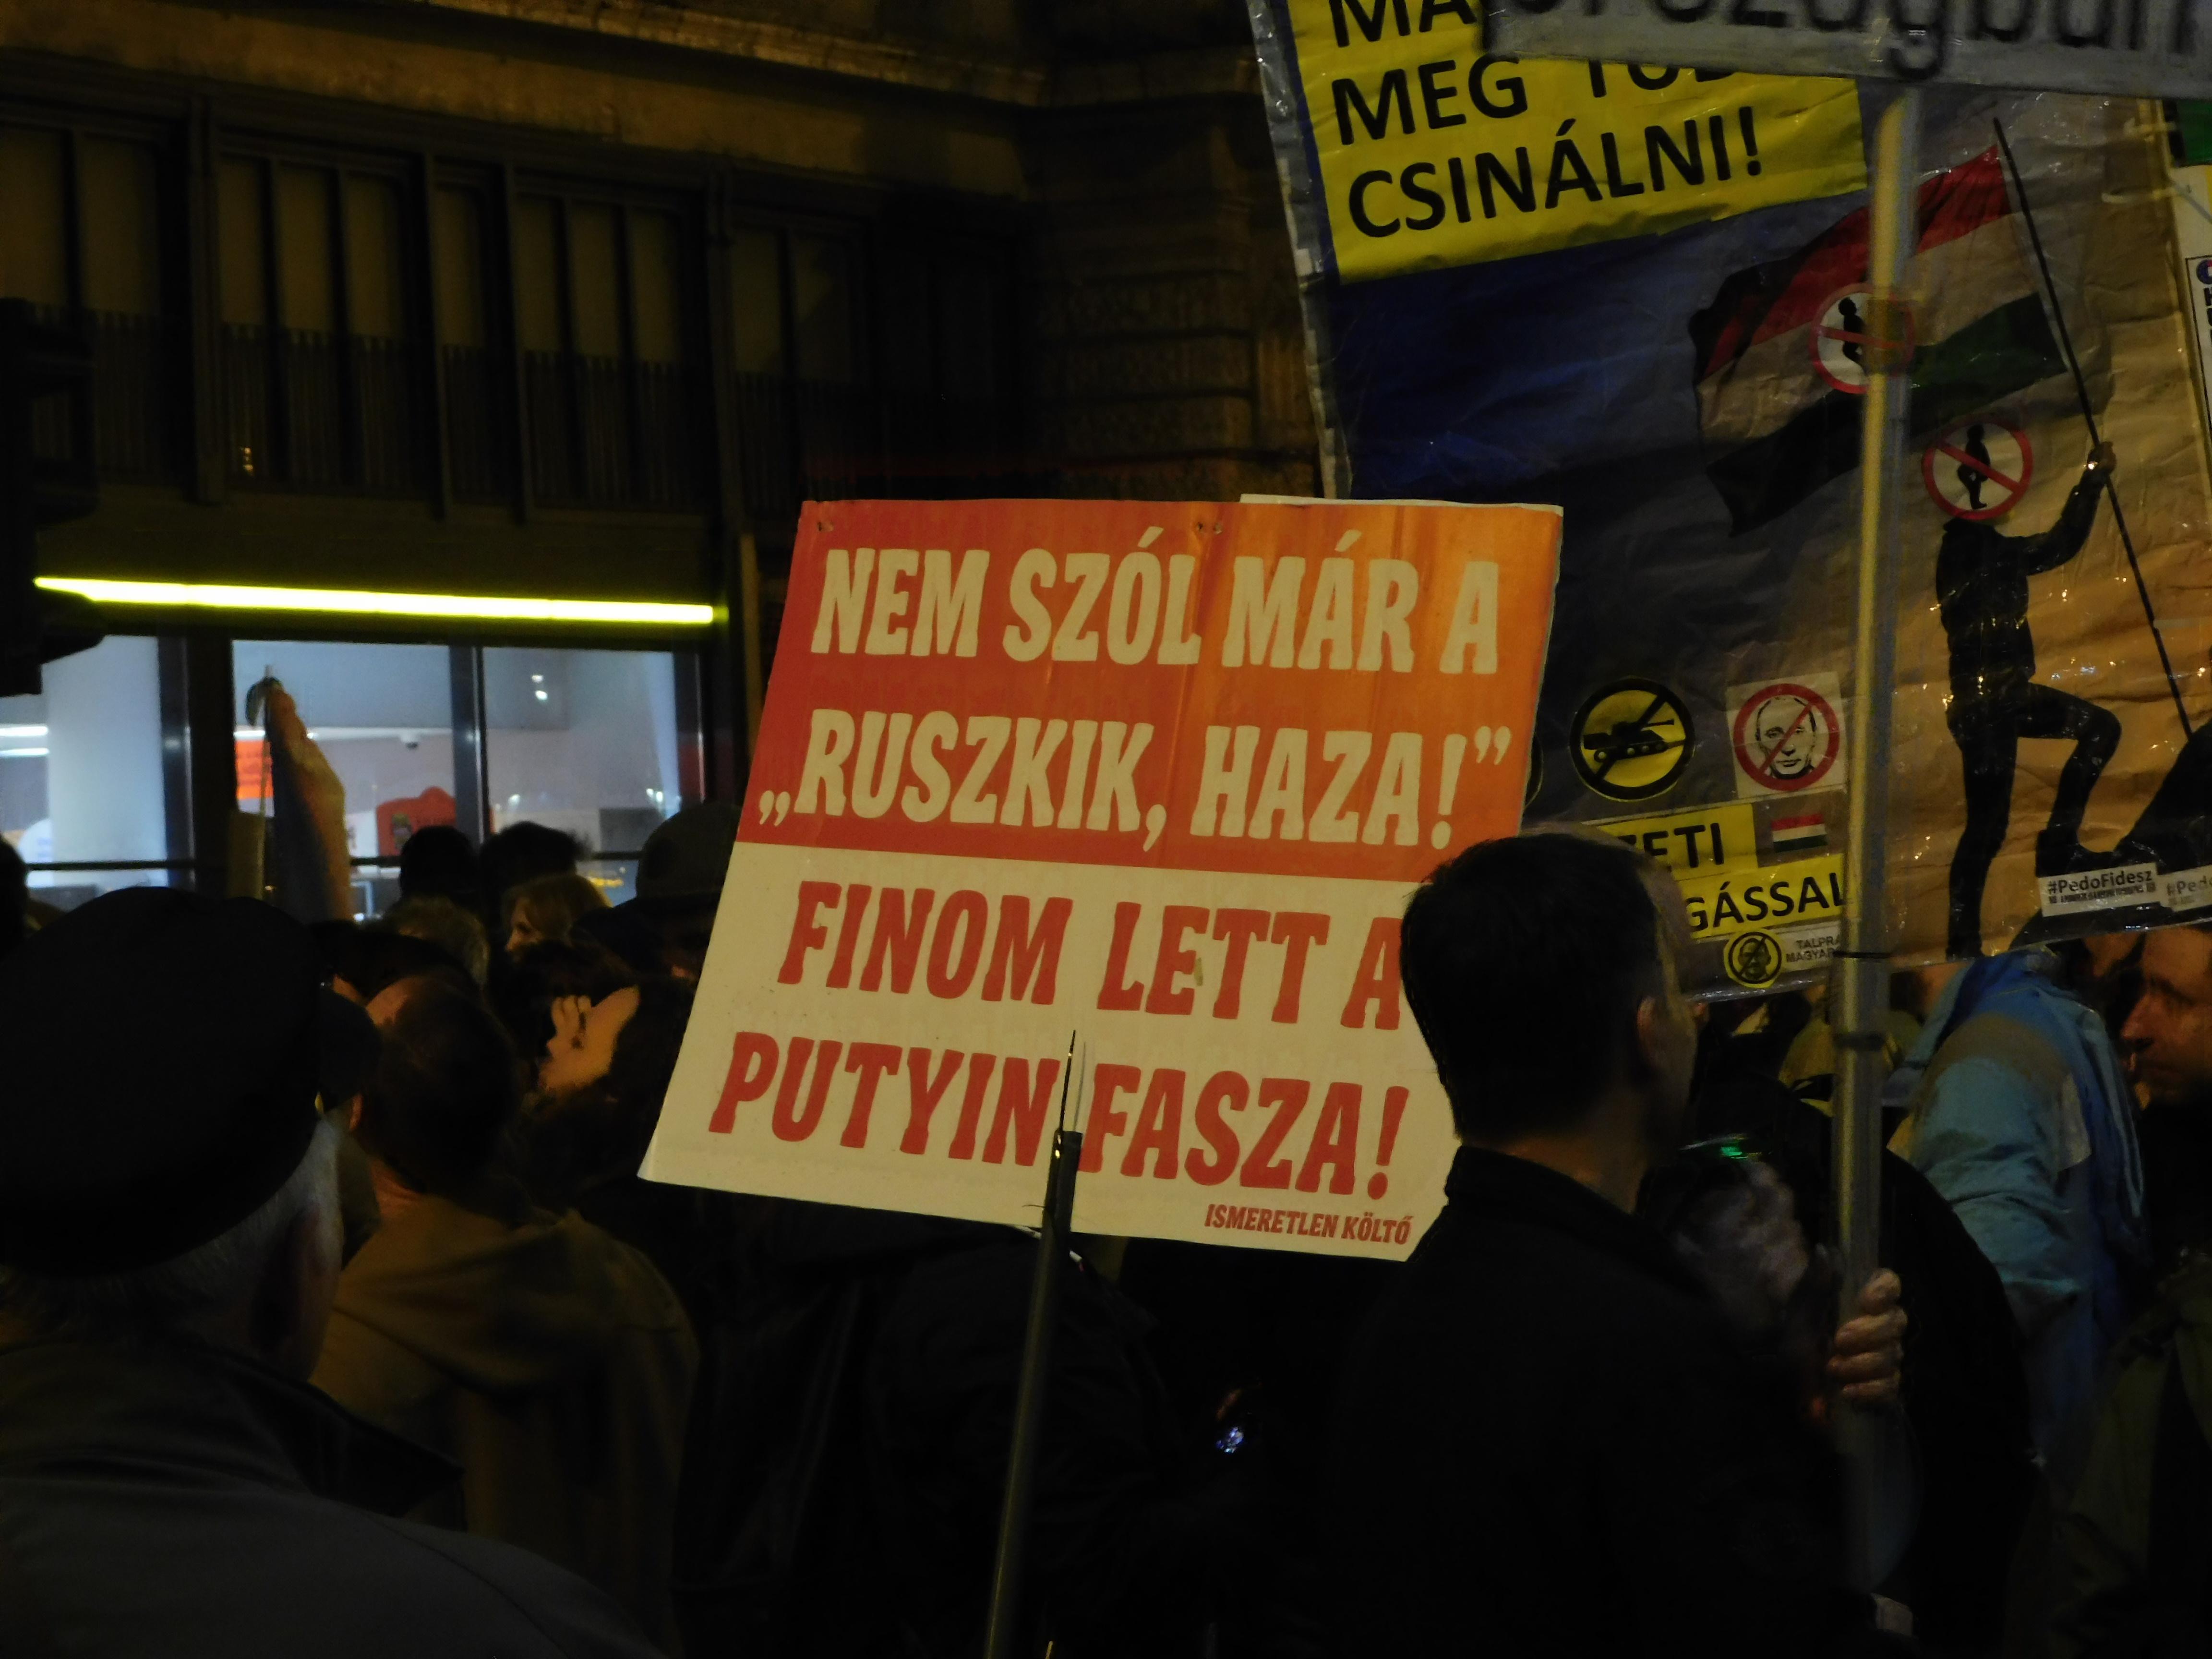 MEG
CSINÁLNI!
NEM SZÓL MÁR A
„RUSZKIK, HAZA!”
FINOM LETT A
PUTYIN FASZA!
ISMERETLEN KÖLTŐ
#PedoFidesz